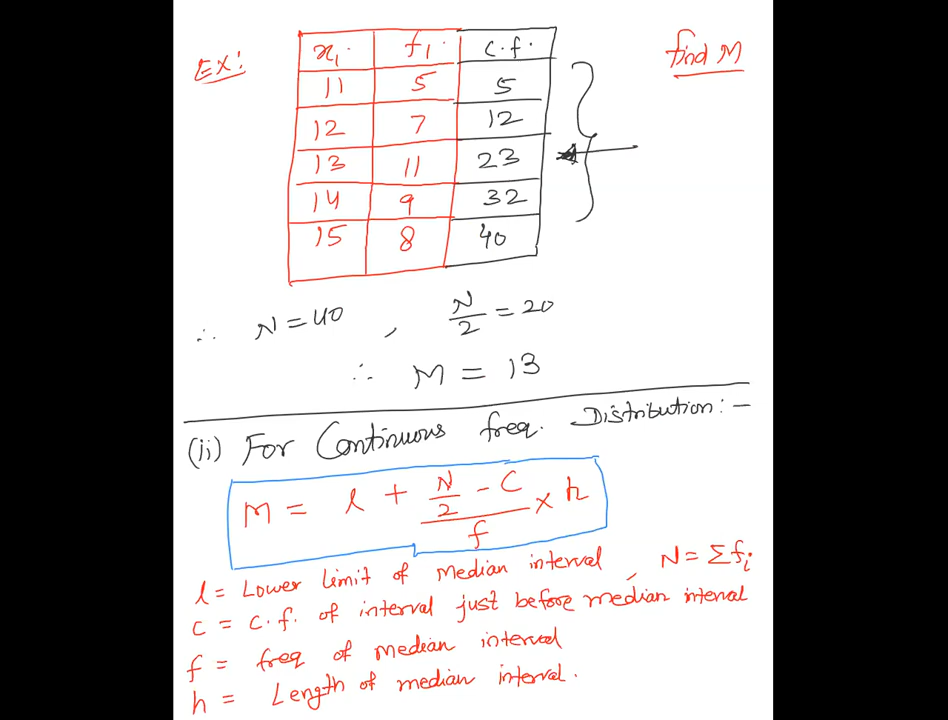 EX:
x₁ f₁ c.f. find M
11 5 5
12 7 12
13 11 23
14 9 32
15 8 40
∴ N = 40 , N/2 = 20
∴ M = 13
(ii) For Continuous freq. Distribution: –
M = l + (N/2 - C)/f × h
l = Lower limit of median interval , N = Σfᵢ
C = C.f. of interval just before median interval
f = freq of median interval
h = Length of median interval.